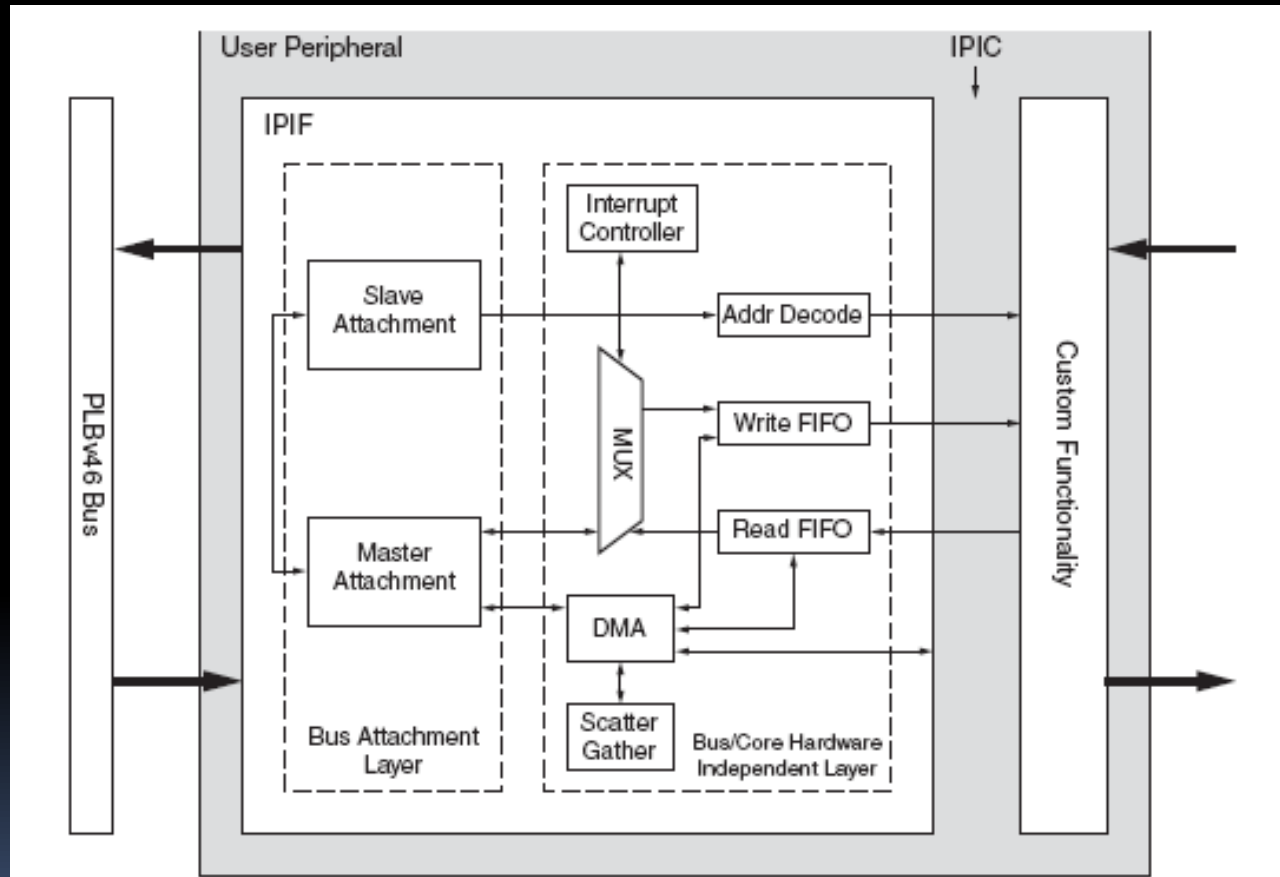 User Peripheral
IPIC
IPIF
Interrupt
Controller
Slave
Attachment
Addr Decode
Write FIFO
MUX
Read FIFO
Master
Attachment
DMA
Scatter
Gather
Bus Attachment
Layer
Bus/Core Hardware
Independent Layer
PLBv46 Bus
Custom Functionality